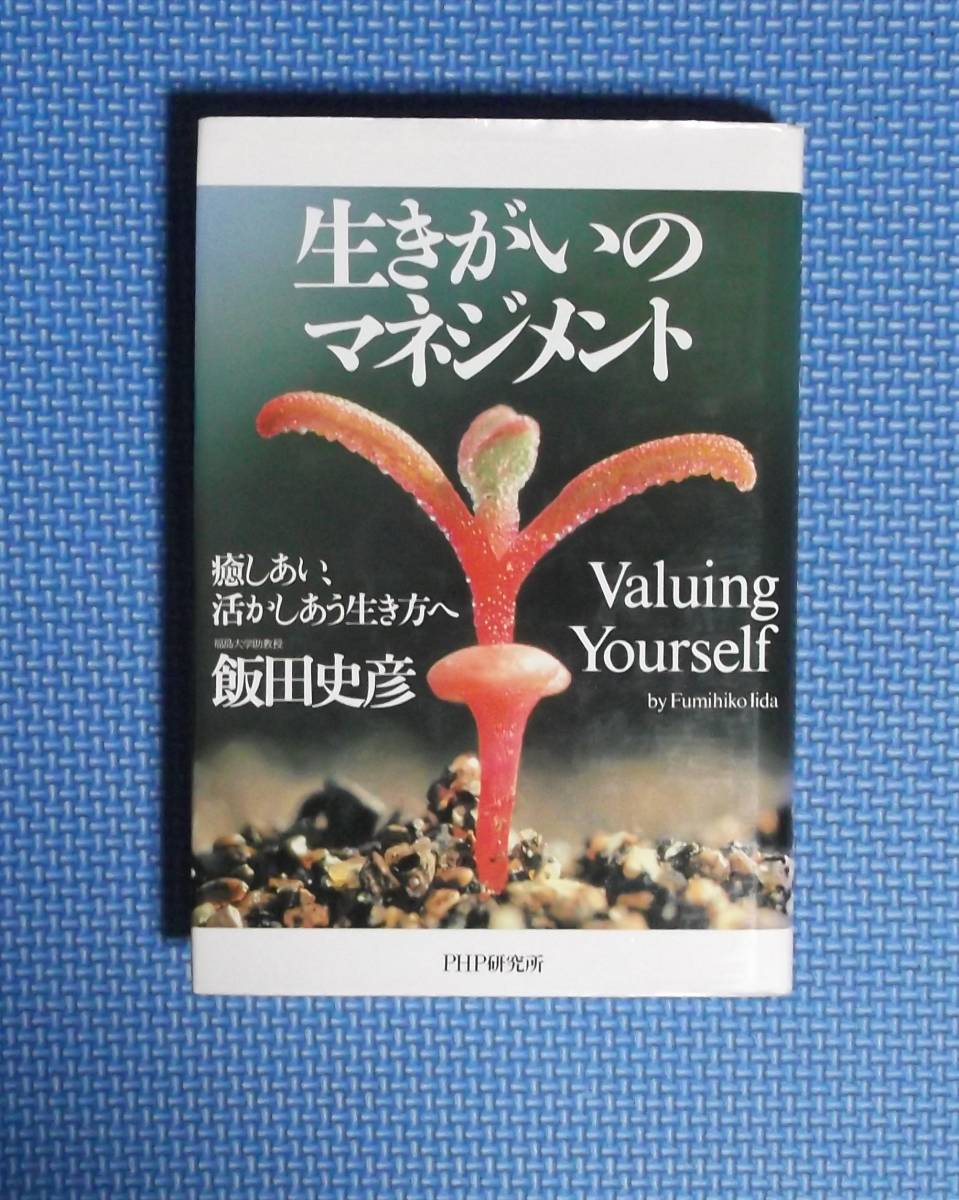 生きがいの
マネジメント
癒しあい、
活かしあう生き方へ
福島大学助教授
飯田史彦
Valuing
Yourself
by Fumihiko Iida
PHP研究所